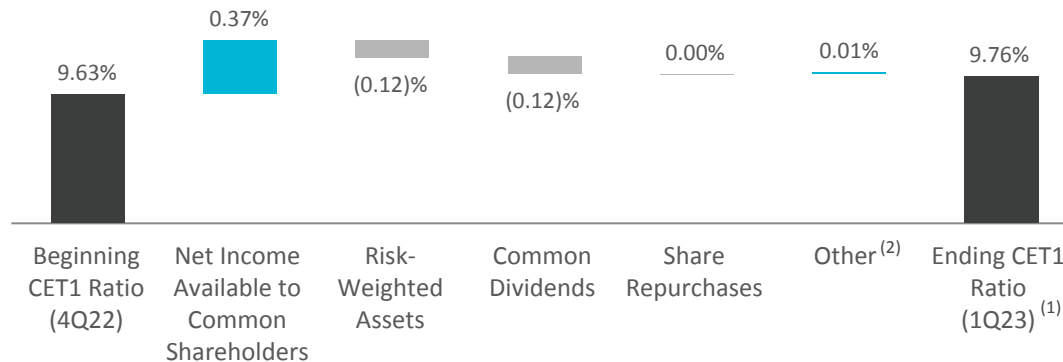 0.37%
9.63%
(0.12)%
(0.12)%
0.00%
0.01%
9.76%
Beginning
CET1 Ratio
(4Q22)
Net Income
Available to
Common
Shareholders
Risk-
Weighted
Assets
Common
Dividends
Share
Repurchases
Other (2)
Ending CET1
Ratio
(1Q23) (1)